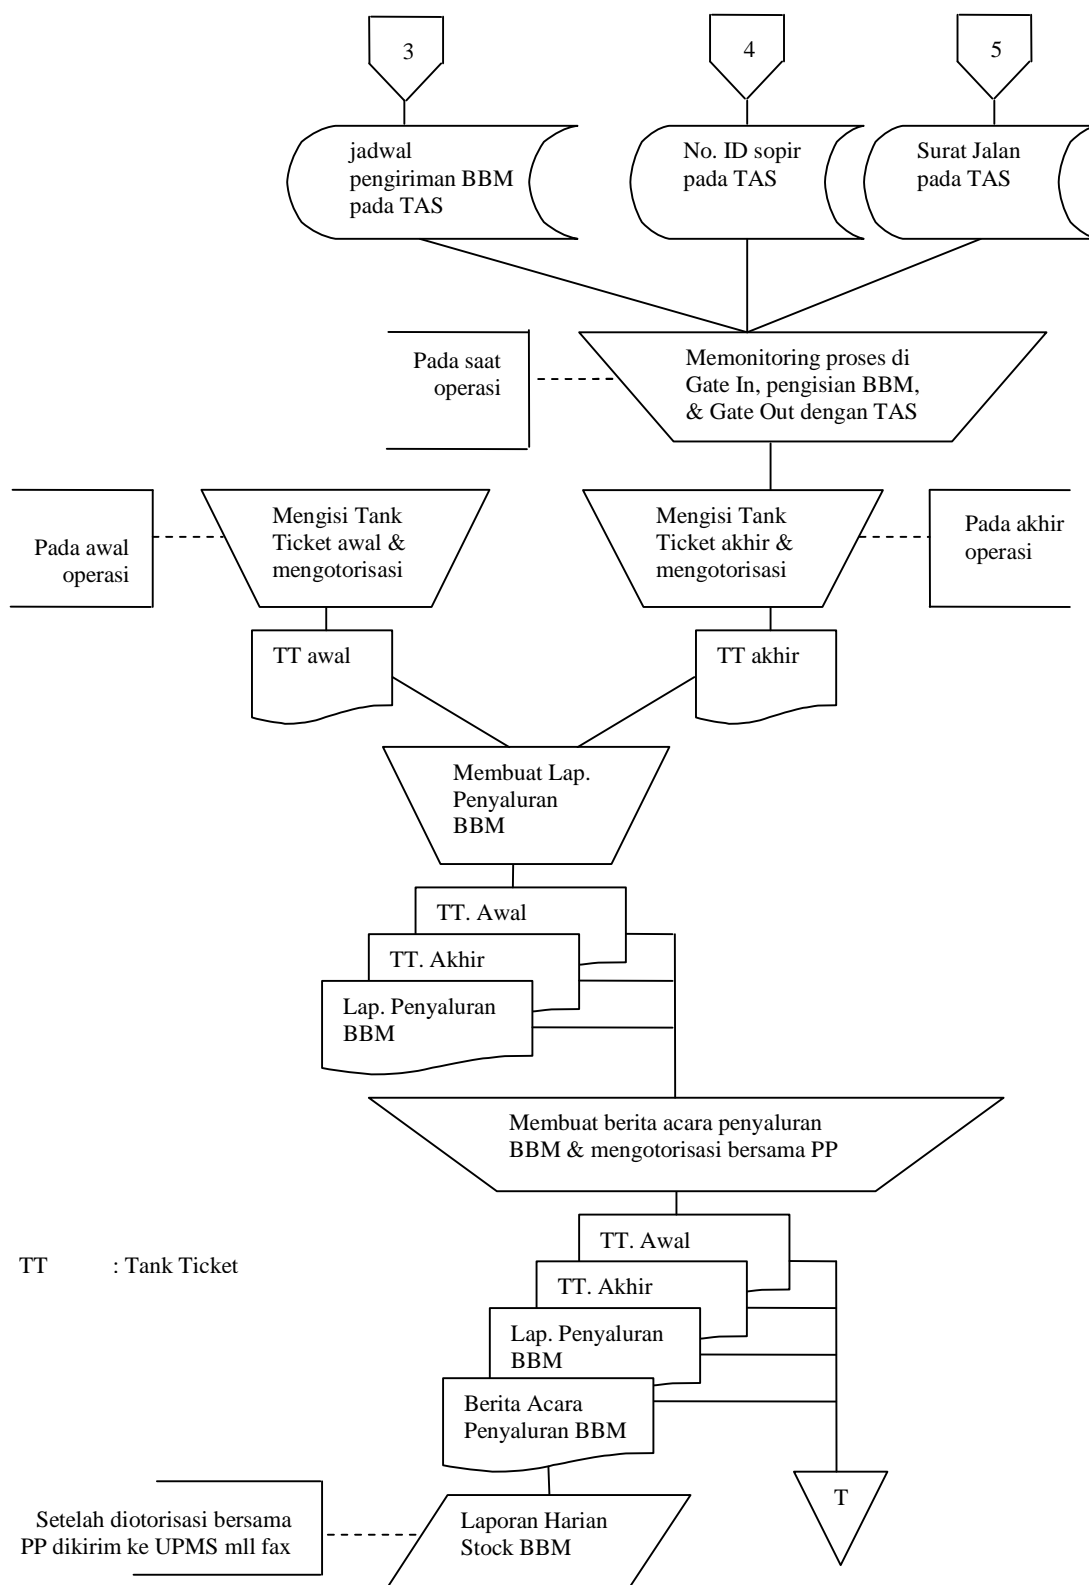 3
4
5
jadwal
pengiriman BBM
pada TAS
No. ID sopir
pada TAS
Surat Jalan
pada TAS
Pada saat
operasi
Memonitoring proses di
Gate In, pengisian BBM,
& Gate Out dengan TAS
Pada awal
operasi
Mengisi Tank
Ticket awal &
mengotorisasi
Mengisi Tank
Ticket akhir &
mengotorisasi
Pada akhir
operasi
TT awal
TT akhir
Membuat Lap.
Penyaluran
BBM
TT. Awal
TT. Akhir
Lap. Penyaluran
BBM
Membuat berita acara penyaluran
BBM & mengotorisasi bersama PP
TT : Tank Ticket
TT. Awal
TT. Akhir
Lap. Penyaluran
BBM
Berita Acara
Penyaluran BBM
T
Setelah diotorisasi bersama
PP dikirim ke UPMS mll fax
Laporan Harian
Stock BBM